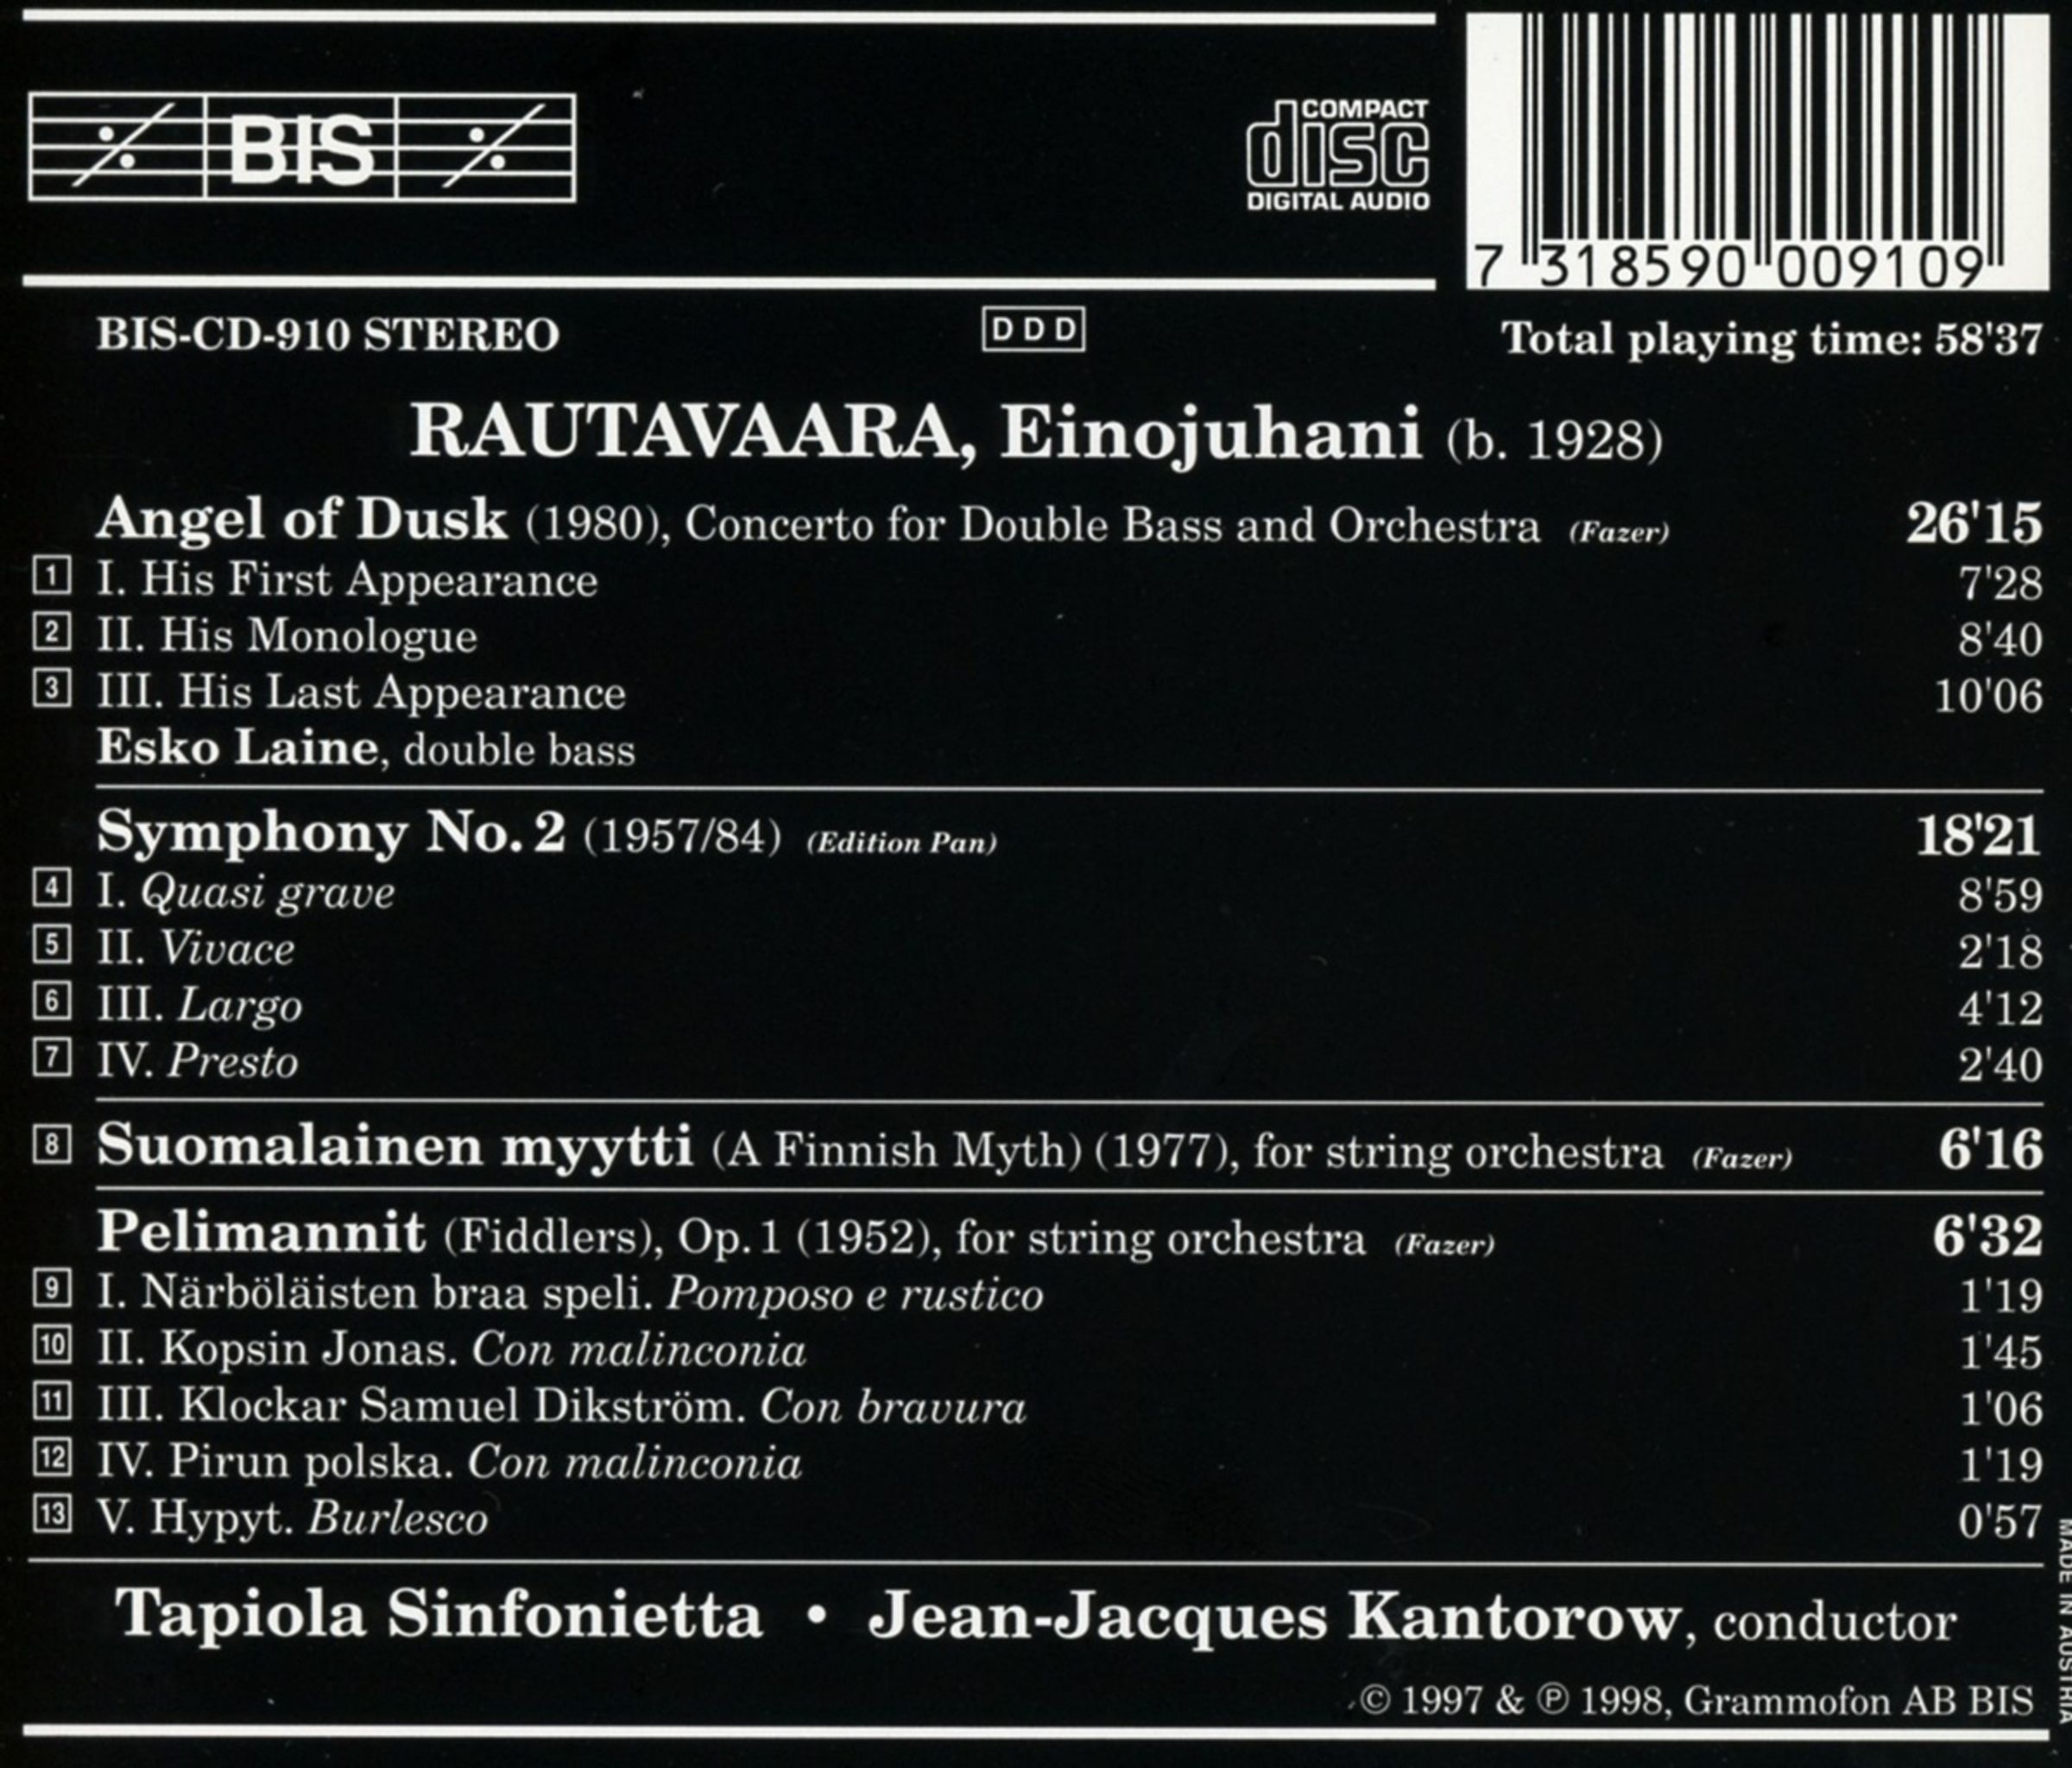 BIS
COMPACT
disc
DIGITAL AUDIO
7 318590 009109
BIS-CD-910 STEREO
DDD
Total playing time: 58'37
RAUTAVAARA, Einojuhani (b. 1928)
Angel of Dusk (1980), Concerto for Double Bass and Orchestra (Fazer) 26'15
1 I. His First Appearance 7'28
2 II. His Monologue 8'40
3 III. His Last Appearance 10'06
Esko Laine, double bass
Symphony No. 2 (1957/84) (Edition Pan) 18'21
4 I. Quasi grave 8'59
5 II. Vivace 2'18
6 III. Largo 4'12
7 IV. Presto 2'40
8 Suomalainen myytti (A Finnish Myth) (1977), for string orchestra (Fazer) 6'16
Pelimannit (Fiddlers), Op. 1 (1952), for string orchestra (Fazer) 6'32
9 I. Närböläisten braa speli. Pomposo e rustico 1'19
10 II. Kopsin Jonas. Con malinconia 1'45
11 III. Klockar Samuel Dikström. Con bravura 1'06
12 IV. Pirun polska. Con malinconia 1'19
13 V. Hypyt. Burlesco 0'57
Tapiola Sinfonietta • Jean-Jacques Kantorow, conductor
© 1997 & ℗ 1998, Grammofon AB BIS
MADE IN AUSTRIA